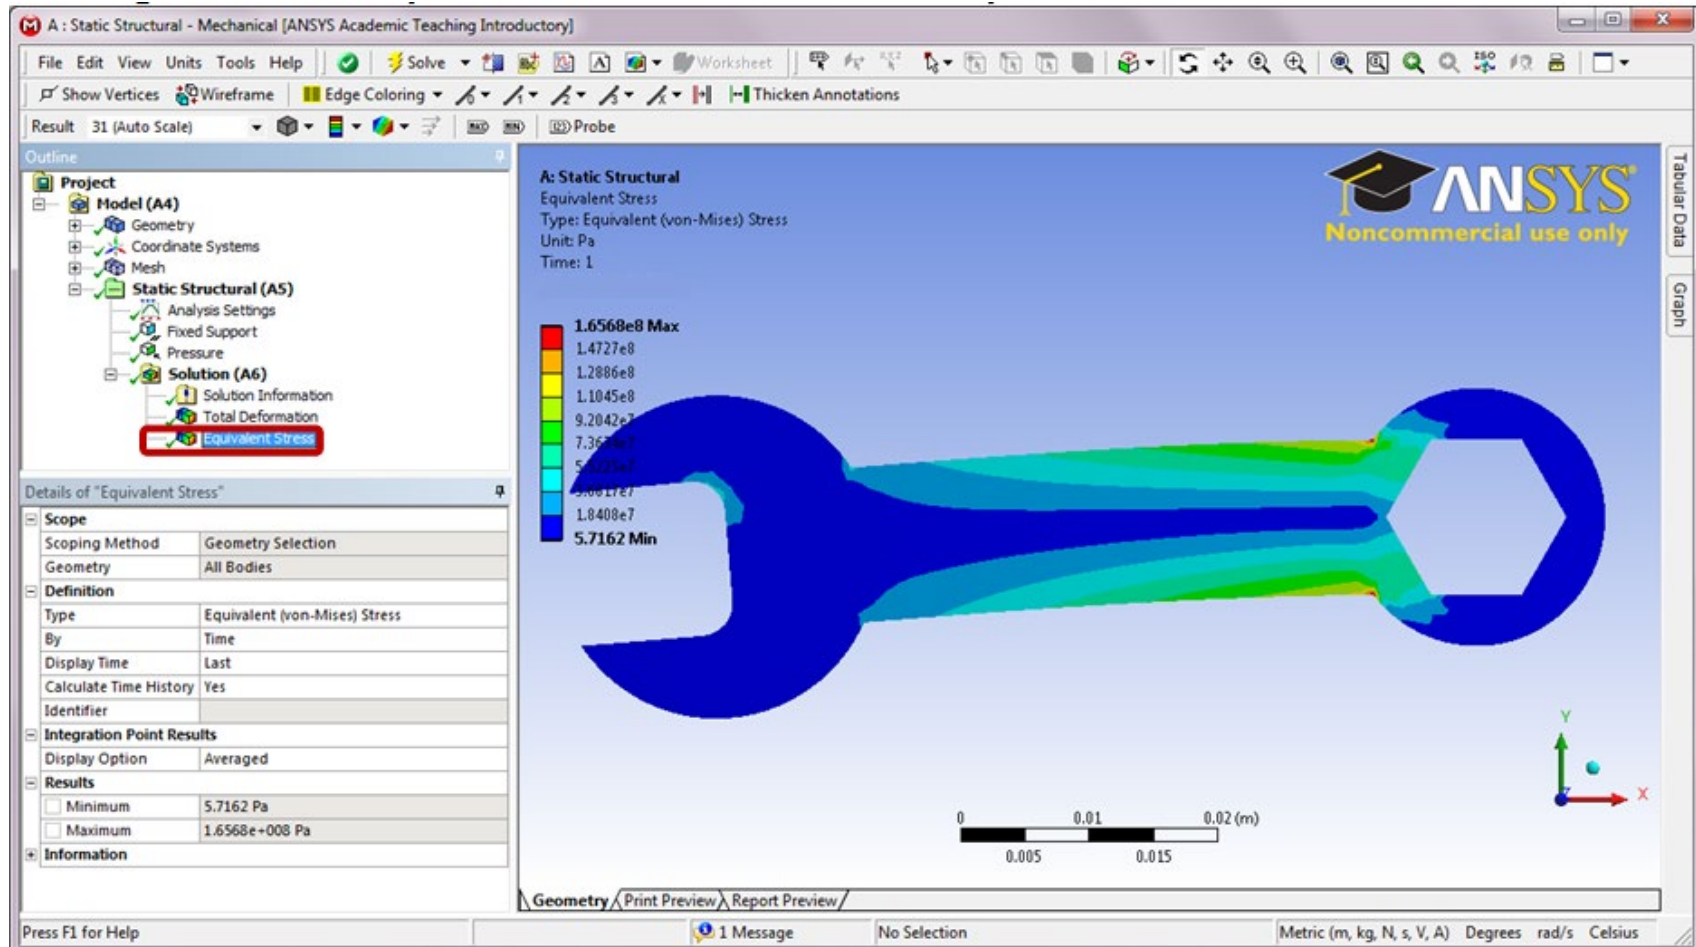 A : Static Structural - Mechanical [ANSYS Academic Teaching Introductory]
File Edit View Units Tools Help Solve Worksheet
Show Vertices Wireframe Edge Coloring Thicken Annotations
Result 31 (Auto Scale) Probe
Outline
Project
Model (A4)
Geometry
Coordinate Systems
Mesh
Static Structural (A5)
Analysis Settings
Fixed Support
Pressure
Solution (A6)
Solution Information
Total Deformation
Equivalent Stress
Details of "Equivalent Stress"
Scope
Scoping Method Geometry Selection
Geometry All Bodies
Definition
Type Equivalent (von-Mises) Stress
By Time
Display Time Last
Calculate Time History Yes
Identifier
Integration Point Results
Display Option Averaged
Results
Minimum 5.7162 Pa
Maximum 1.6568e+008 Pa
Information
A: Static Structural
Equivalent Stress
Type: Equivalent (von-Mises) Stress
Unit: Pa
Time: 1
ANSYS
Noncommercial use only
1.6568e8 Max
1.4727e8
1.2886e8
1.1045e8
9.2042e7
1.8408e7
5.7162 Min
Y
X
Z
0 0.01 0.02 (m)
0.005 0.015
Geometry Print Preview Report Preview
Tabular Data
Graph
Press F1 for Help 1 Message No Selection Metric (m, kg, N, s, V, A) Degrees rad/s Celsius